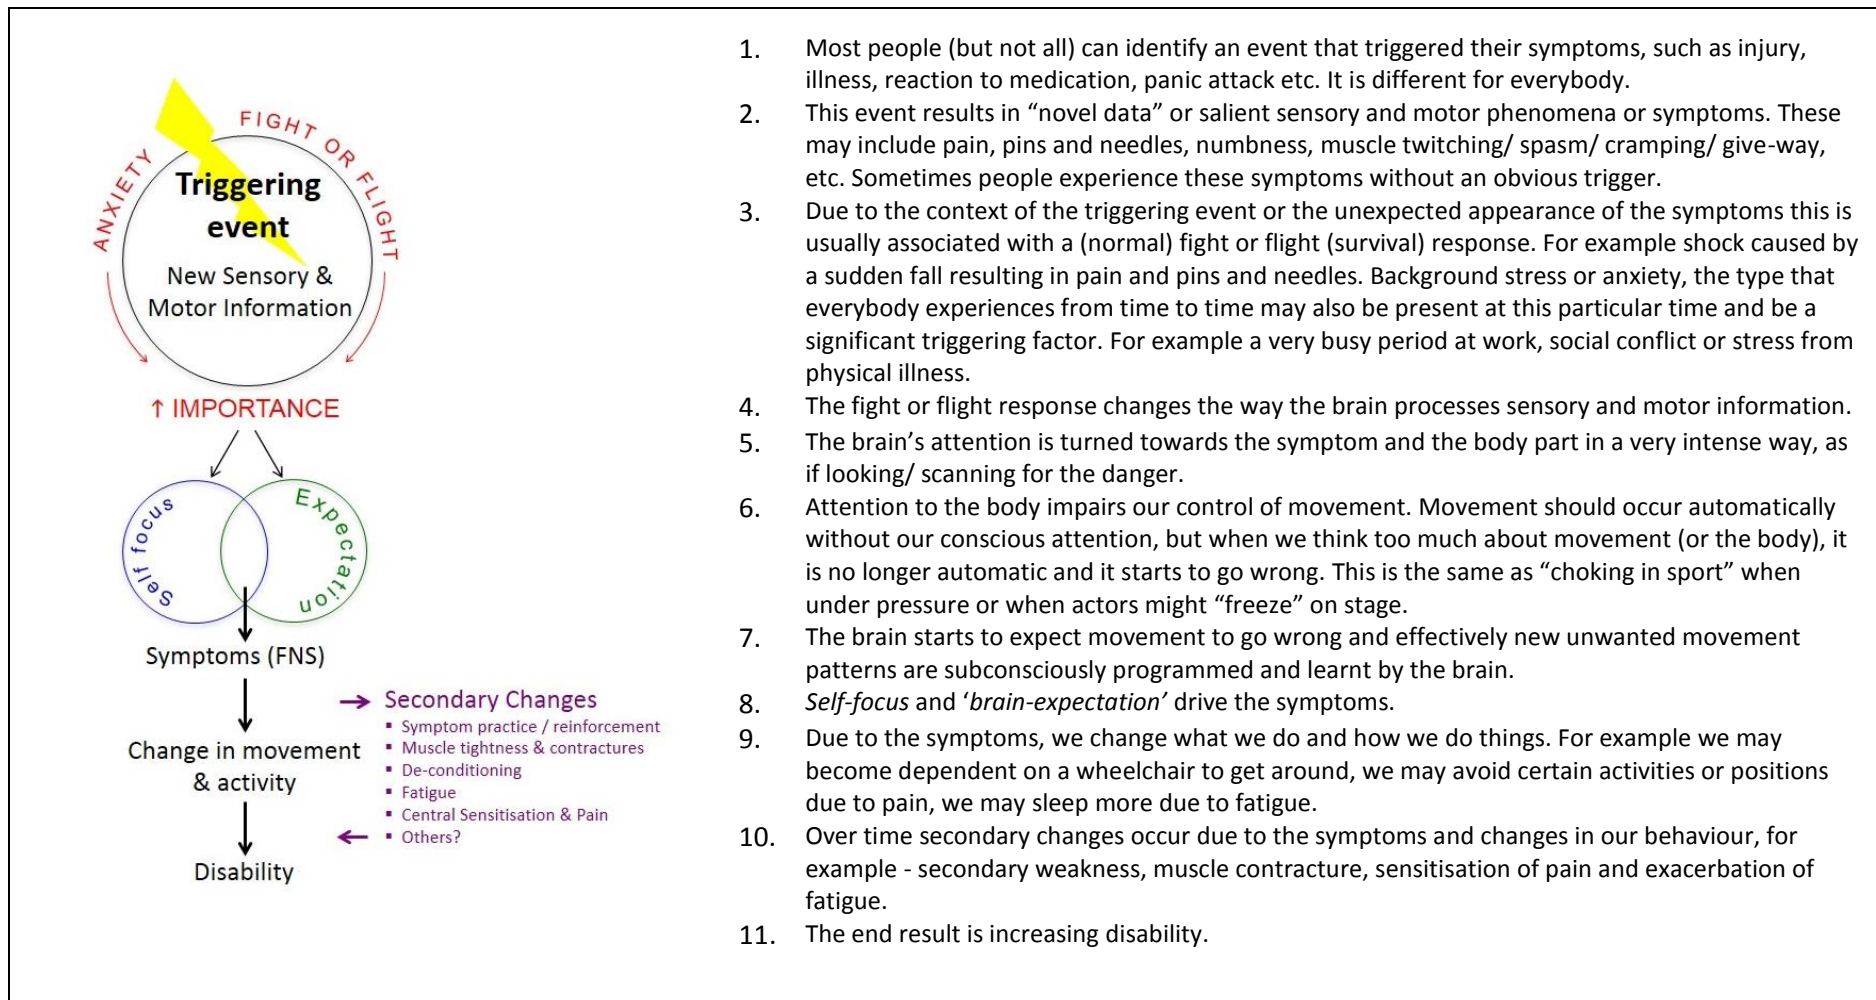 ANXIETY
FIGHT OR FLIGHT
Triggering
event
New Sensory &
Motor Information
↑ IMPORTANCE
Self focus
Expectation
Symptoms (FNS)
Change in movement
& activity
Disability
→ Secondary Changes
▪ Symptom practice / reinforcement
▪ Muscle tightness & contractures
▪ De-conditioning
▪ Fatigue
▪ Central Sensitisation & Pain
▪ Others?
1. Most people (but not all) can identify an event that triggered their symptoms, such as injury,
illness, reaction to medication, panic attack etc. It is different for everybody.
2. This event results in “novel data” or salient sensory and motor phenomena or symptoms. These
may include pain, pins and needles, numbness, muscle twitching/ spasm/ cramping/ give-way,
etc. Sometimes people experience these symptoms without an obvious trigger.
3. Due to the context of the triggering event or the unexpected appearance of the symptoms this is
usually associated with a (normal) fight or flight (survival) response. For example shock caused by
a sudden fall resulting in pain and pins and needles. Background stress or anxiety, the type that
everybody experiences from time to time may also be present at this particular time and be a
significant triggering factor. For example a very busy period at work, social conflict or stress from
physical illness.
4. The fight or flight response changes the way the brain processes sensory and motor information.
5. The brain’s attention is turned towards the symptom and the body part in a very intense way, as
if looking/ scanning for the danger.
6. Attention to the body impairs our control of movement. Movement should occur automatically
without our conscious attention, but when we think too much about movement (or the body), it
is no longer automatic and it starts to go wrong. This is the same as “choking in sport” when
under pressure or when actors might “freeze” on stage.
7. The brain starts to expect movement to go wrong and effectively new unwanted movement
patterns are subconsciously programmed and learnt by the brain.
8. Self-focus and ‘brain-expectation’ drive the symptoms.
9. Due to the symptoms, we change what we do and how we do things. For example we may
become dependent on a wheelchair to get around, we may avoid certain activities or positions
due to pain, we may sleep more due to fatigue.
10. Over time secondary changes occur due to the symptoms and changes in our behaviour, for
example - secondary weakness, muscle contracture, sensitisation of pain and exacerbation of
fatigue.
11. The end result is increasing disability.